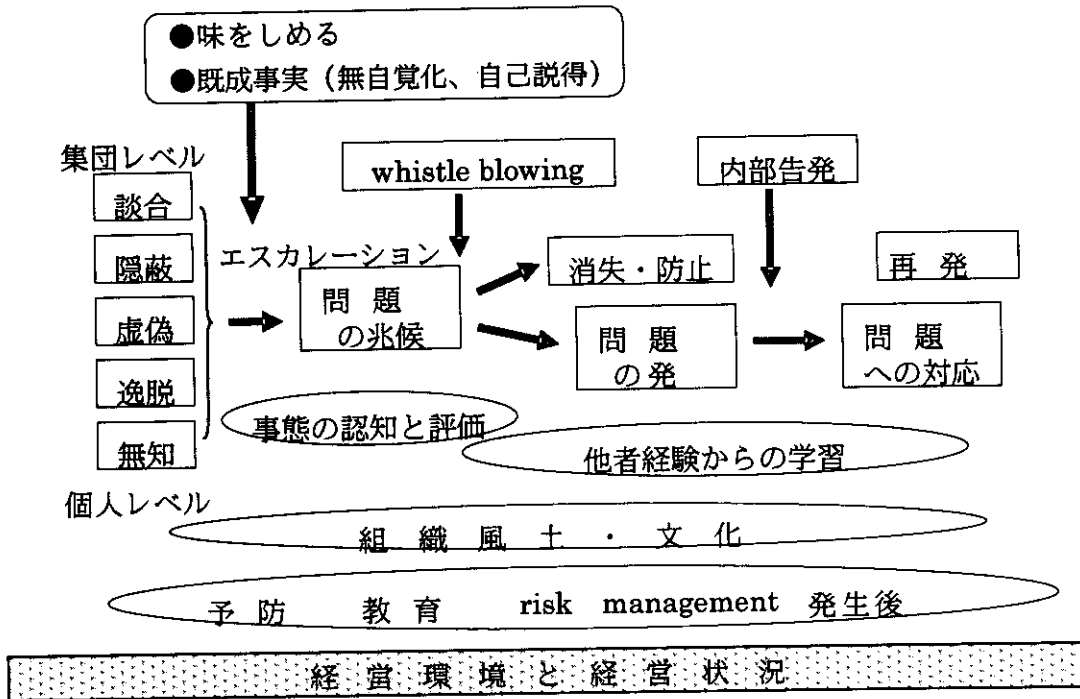 ●味をしめる
●既成事実（無自覚化、自己説得）
集団レベル
whistle blowing
内部告発
談合
隠蔽
エスカレーション
消失・防止
再 発
虚偽
問 題
の兆候
問 題
の発
問 題
への対応
逸脱
事態の認知と評価
無知
他者経験からの学習
個人レベル
組 織 風 土 ・ 文 化
予 防 教 育 risk management 発生後
経 営 環 境 と 経 営 状 況